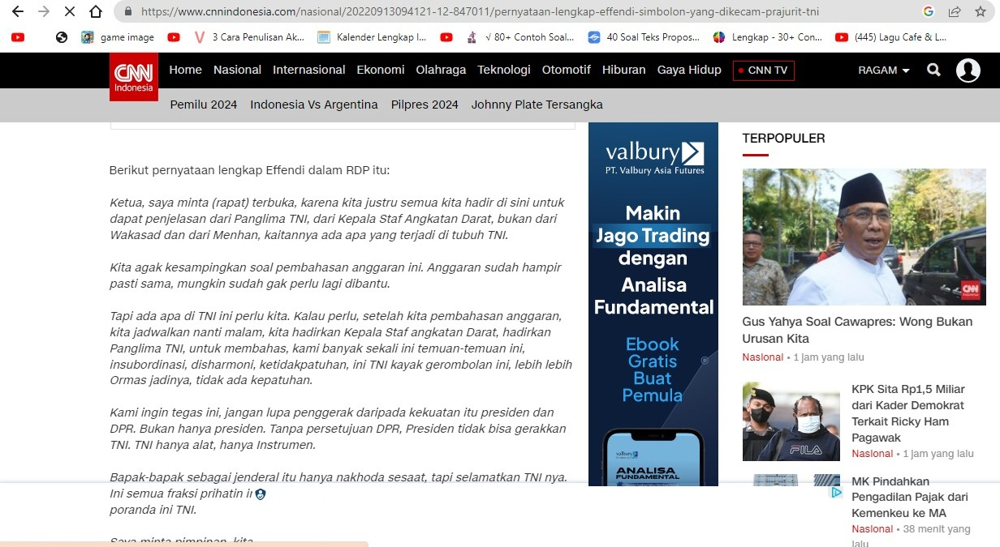 https://www.cnnindonesia.com/nasional/20220913094121-12-847011/pernyataan-lengkap-effendi-simbolon-yang-dikecam-prajurit-tni
game image
3 Cara Penulisan Ak...
Kalender Lengkap l...
√ 80+ Contoh Soal...
40 Soal Teks Propos...
Lengkap - 30+ Con...
(445) Lagu Cafe & L...
CNN
Indonesia
Home Nasional Internasional Ekonomi Olahraga Teknologi Otomotif Hiburan Gaya Hidup CNN TV RAGAM
Pemilu 2024 Indonesia Vs Argentina Pilpres 2024 Johnny Plate Tersangka
Berikut pernyataan lengkap Effendi dalam RDP itu:
Ketua, saya minta (rapat) terbuka, karena kita justru semua kita hadir di sini untuk
dapat penjelasan dari Panglima TNI, dari Kepala Staf Angkatan Darat, bukan dari
Wakasad dan dari Menhan, kaitannya ada apa yang terjadi di tubuh TNI.
Kita agak kesampingkan soal pembahasan anggaran ini. Anggaran sudah hampir
pasti sama, mungkin sudah gak perlu lagi dibantu.
Tapi ada apa di TNI ini perlu kita. Kalau perlu, setelah kita pembahasan anggaran,
kita jadwalkan nanti malam, kita hadirkan Kepala Staf angkatan Darat, hadirkan
Panglima TNI, untuk membahas, kami banyak sekali ini temuan-temuan ini,
insubordinasi, disharmoni, ketidakpatuhan, ini TNI kayak gerombolan ini, lebih lebih
Ormas jadinya, tidak ada kepatuhan.
Kami ingin tegas ini, jangan lupa penggerak daripada kekuatan itu presiden dan
DPR. Bukan hanya presiden. Tanpa persetujuan DPR, Presiden tidak bisa gerakkan
TNI. TNI hanya alat, hanya Instrumen.
Bapak-bapak sebagai jenderal itu hanya nakhoda sesaat, tapi selamatkan TNI nya.
Ini semua fraksi prihatin
poranda ini TNI.
Saya minta pimpinan, kita
valbury
PT. Valbury Asia Futures
Makin
Jago Trading
dengan
Analisa
Fundamental
Ebook
Gratis
Buat
Pemula
valbury
ANALISA
FUNDAMENTAL
TERPOPULER
CNN
Gus Yahya Soal Cawapres: Wong Bukan
Urusan Kita
Nasional • 1 jam yang lalu
FILA
KPK Sita Rp1,5 Miliar
dari Kader Demokrat
Terkait Ricky Ham
Pagawak
Nasional • 1 jam yang lalu
MK Pindahkan
Pengadilan Pajak dari
Kemenkeu ke MA
Nasional • 38 menit yang
lalu